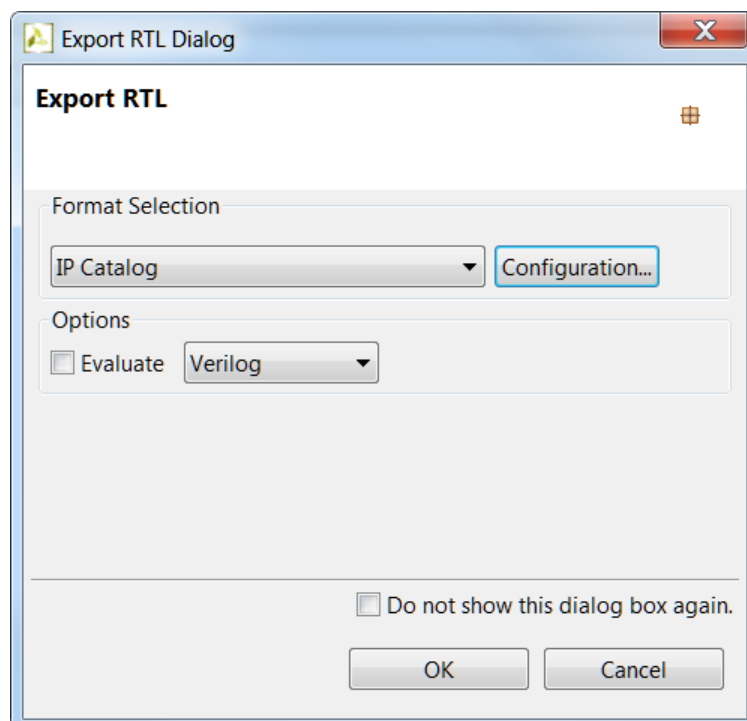 Export RTL Dialog
X
Export RTL
Format Selection
IP Catalog
Configuration...
Options
Evaluate
Verilog
Do not show this dialog box again.
OK
Cancel